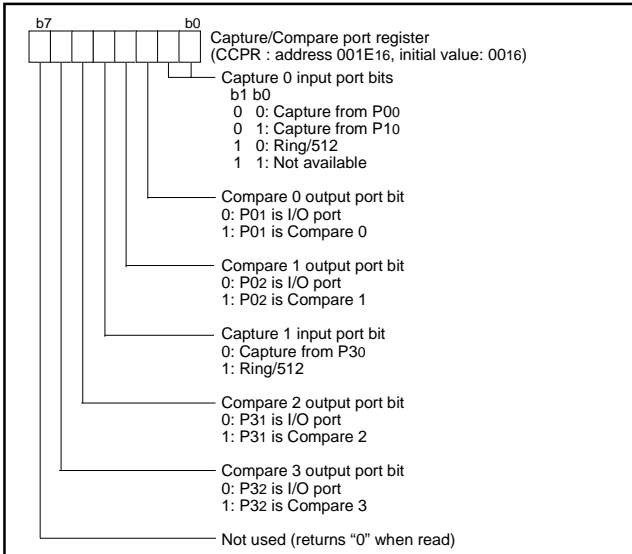 b7 b0
Capture/Compare port register
(CCPR : address 001E16, initial value: 0016)
Capture 0 input port bits
b1 b0
0 0: Capture from P00
0 1: Capture from P10
1 0: Ring/512
1 1: Not available
Compare 0 output port bit
0: P01 is I/O port
1: P01 is Compare 0
Compare 1 output port bit
0: P02 is I/O port
1: P02 is Compare 1
Capture 1 input port bit
0: Capture from P30
1: Ring/512
Compare 2 output port bit
0: P31 is I/O port
1: P31 is Compare 2
Compare 3 output port bit
0: P32 is I/O port
1: P32 is Compare 3
Not used (returns “0” when read)